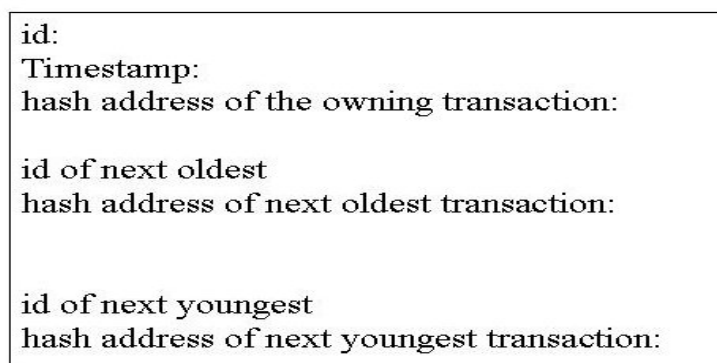 id:
Timestamp:
hash address of the owning transaction:
id of next oldest
hash address of next oldest transaction:
id of next youngest
hash address of next youngest transaction: